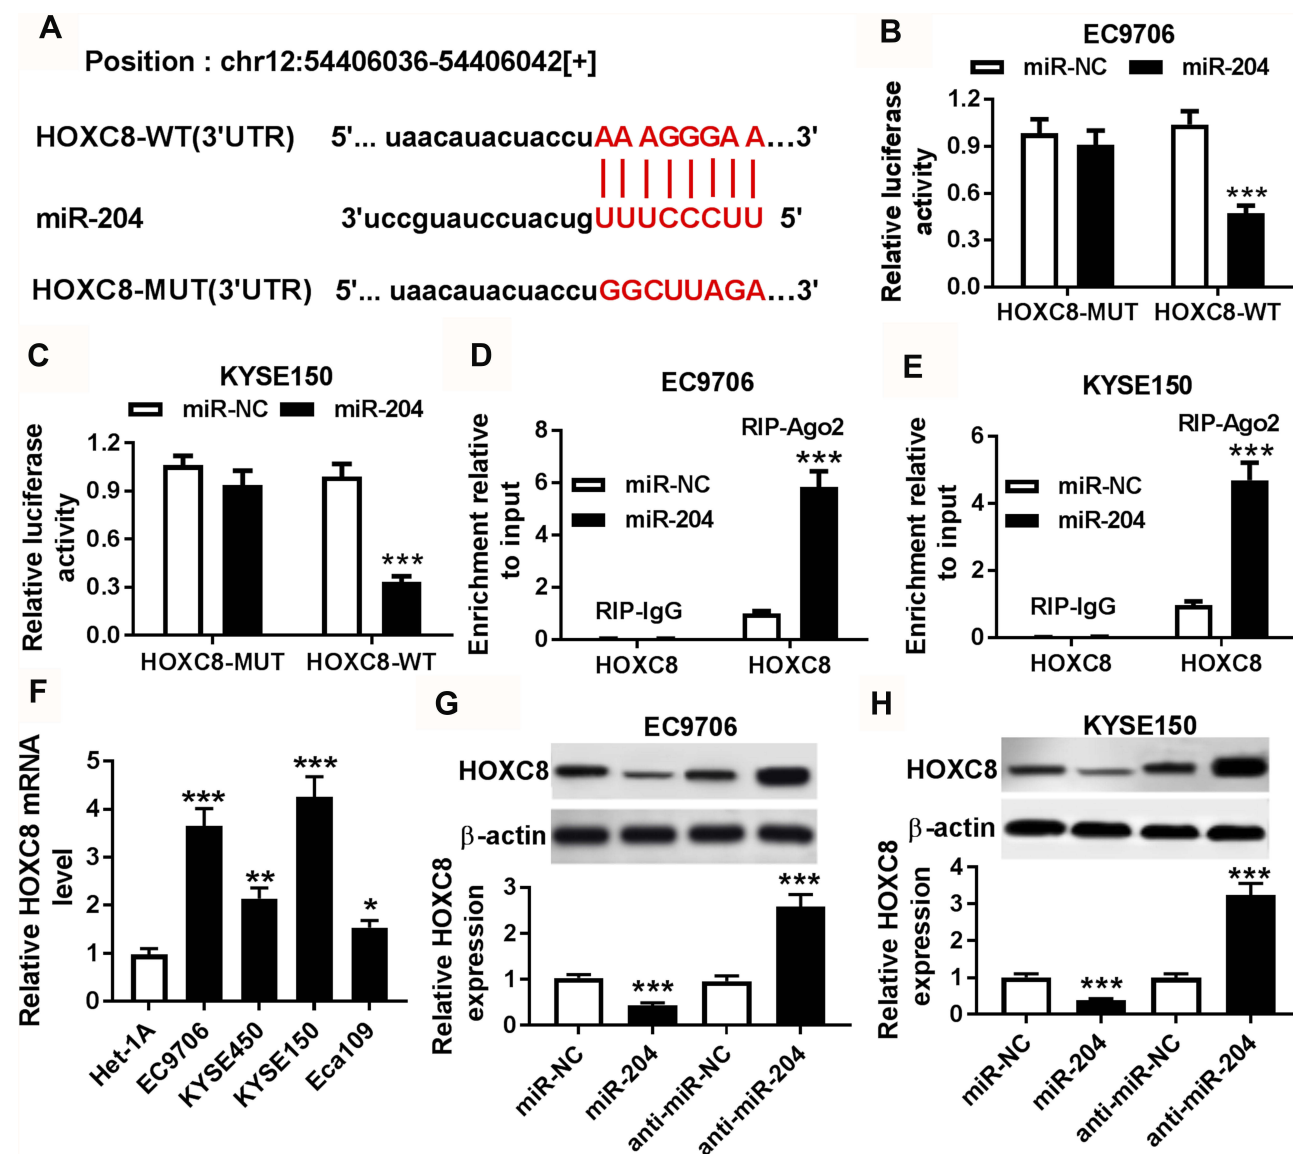 A
Position : chr12:54406036-54406042[+]
HOXC8-WT(3'UTR) 5'... uaacauacuaccuAA AGGGA A...3'
miR-204 3'uccguauccuacugUUUCCCUU 5'
HOXC8-MUT(3'UTR) 5'... uaacauacuaccuGGCUUAGA...3'
B
EC9706
miR-NC miR-204
Relative luciferase
activity
1.2
0.9
0.6
0.3
0.0
***
HOXC8-MUT HOXC8-WT
C
KYSE150
miR-NC miR-204
Relative luciferase
activity
1.2
0.9
0.6
0.3
0.0
***
HOXC8-MUT HOXC8-WT
D
EC9706
Enrichment relative
to input
8
6
4
2
0
miR-NC
miR-204
RIP-Ago2
***
RIP-IgG
HOXC8 HOXC8
E
KYSE150
Enrichment relative
to input
6
4
2
0
miR-NC
miR-204
RIP-Ago2
***
RIP-IgG
HOXC8 HOXC8
F
Relative HOXC8 mRNA
level
5
4
3
2
1
0
***
**
***
*
Het-1A
EC9706
KYSE450
KYSE150
Eca109
G
EC9706
HOXC8
β-actin
Relative HOXC8
expression
3
2
1
0
***
***
miR-NC
miR-204
anti-miR-NC
anti-miR-204
H
KYSE150
HOXC8
β-actin
Relative HOXC8
expression
4
3
2
1
0
***
***
miR-NC
miR-204
anti-miR-NC
anti-miR-204